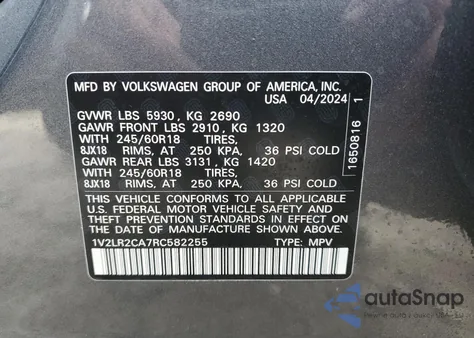 MFD BY VOLKSWAGEN GROUP OF AMERICA, INC.
USA 04/2024
GVWR LBS 5930, KG 2690
GAWR FRONT LBS 2910, KG 1320
WITH 245/60R18 TIRES,
8JX18 RIMS, AT 250 KPA, 36 PSI COLD
GAWR REAR LBS 3131, KG 1420
WITH 245/60R18 TIRES,
8JX18 RIMS, AT 250 KPA, 36 PSI COLD
THIS VEHICLE CONFORMS TO ALL APPLICABLE
U.S. FEDERAL MOTOR VEHICLE SAFETY AND
THEFT PREVENTION STANDARDS IN EFFECT ON
THE DATE OF MANUFACTURE SHOWN ABOVE.
1V2LR2CA7RC582255 TYPE: MPV
1650816 1
autoSnap